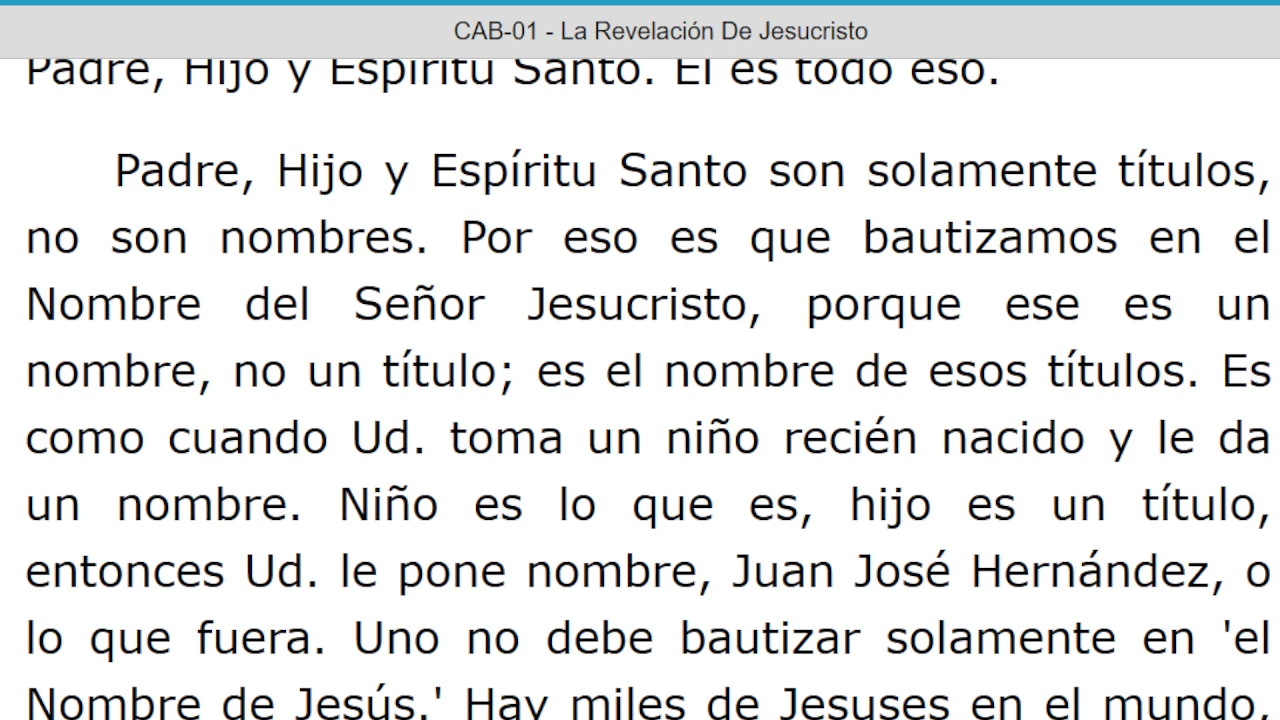 CAB-01 - La Revelación De Jesucristo
Padre, Hijo y Espíritu Santo. Él es todo eso.
Padre, Hijo y Espíritu Santo son solamente títulos,
no son nombres. Por eso es que bautizamos en el
Nombre del Señor Jesucristo, porque ese es un
nombre, no un título; es el nombre de esos títulos. Es
como cuando Ud. toma un niño recién nacido y le da
un nombre. Niño es lo que es, hijo es un título,
entonces Ud. le pone nombre, Juan José Hernández, o
lo que fuera. Uno no debe bautizar solamente en 'el
Nombre de Jesús.' Hay miles de Jesuses en el mundo,